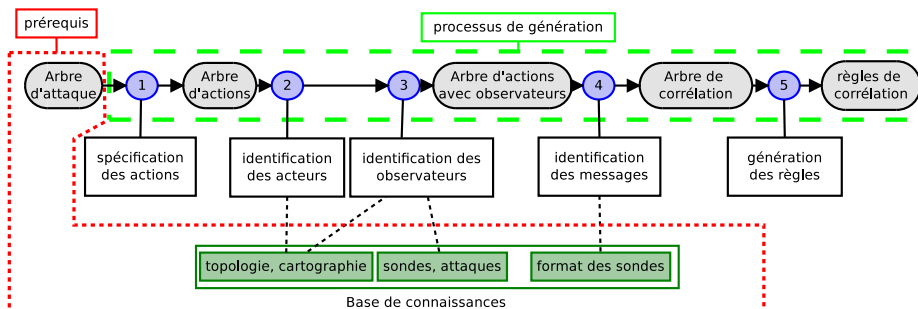 prérequis
processus de génération
Arbre
d'attaque
1
Arbre
d'actions
2
3
Arbre d'actions
avec observateurs
4
Arbre de
corrélation
5
règles de
corrélation
spécification
des actions
identification
des acteurs
identification des
observateurs
identification
des messages
génération
des règles
topologie, cartographie
sondes, attaques
format des sondes
Base de connaissances